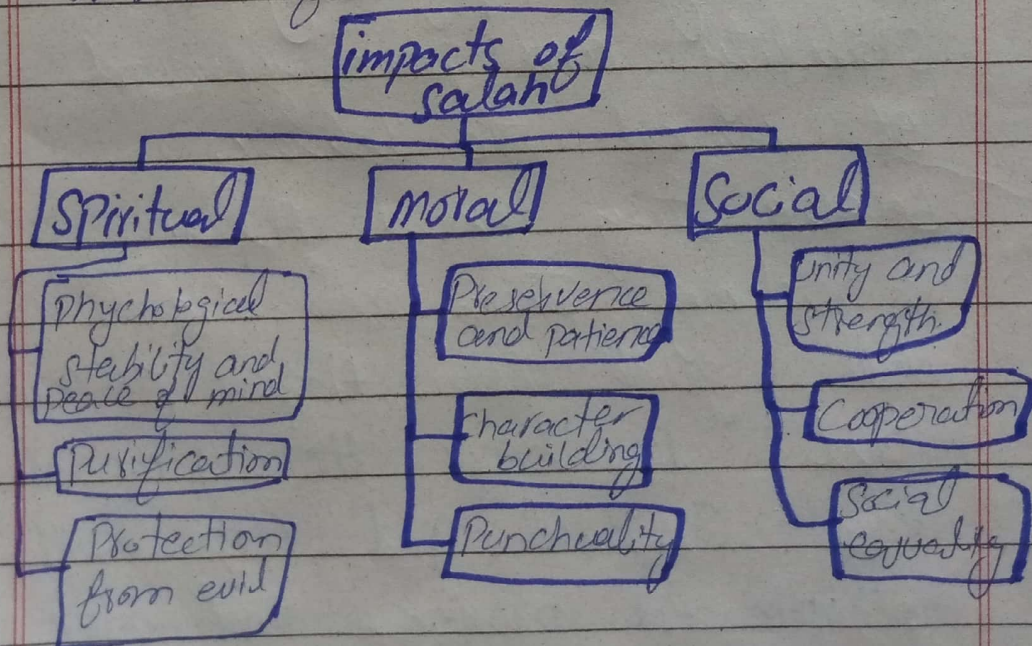 impacts of
salah
Spiritual
Moral
Social
Phychological
stability and
peace of mind
Purification
Protection
from evil
Preservence
and patience
Character
building
Punctuality
Unity and
strength
Cooperation
Social
equality